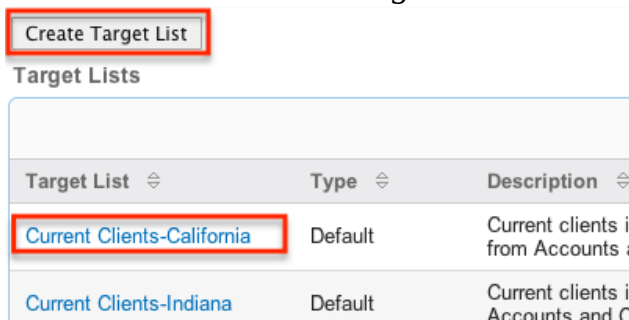 Create Target List
Target Lists
Target List Type Description
Current Clients-California Default Current clients i
from Accounts a
Current Clients-Indiana Default Current clients i
Accounts and C